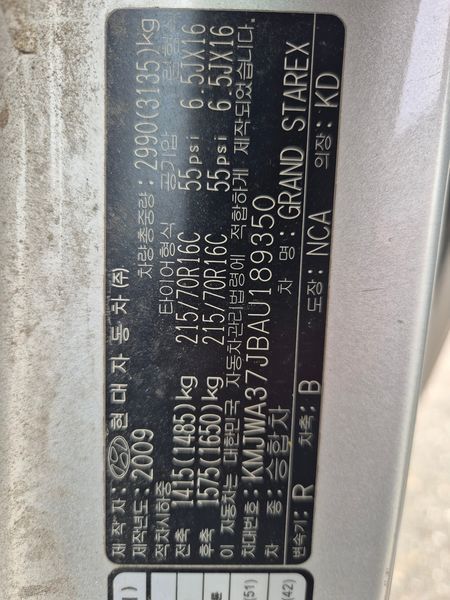 제 작 자 현 대 자 동 차 (주)
제작년도: 2009 차량총중량: 2990(3135)kg
적차시하중 타이어형식 공기압
전축 1415(1485)kg 215/70R16C 55psi 6.5JX16
후축 1575(1650)kg 215/70R16C 55psi 6.5JX16
이 자동차는 대한민국 자동차관리법령에 적합하게 제작되었습니다.
차대번호: KMJWA37JBAU189350
차 종: 승합차 차 명: GRAND STAREX
변속기: R 차축: B 도장: NCA 의장: KD
(51)
(42)